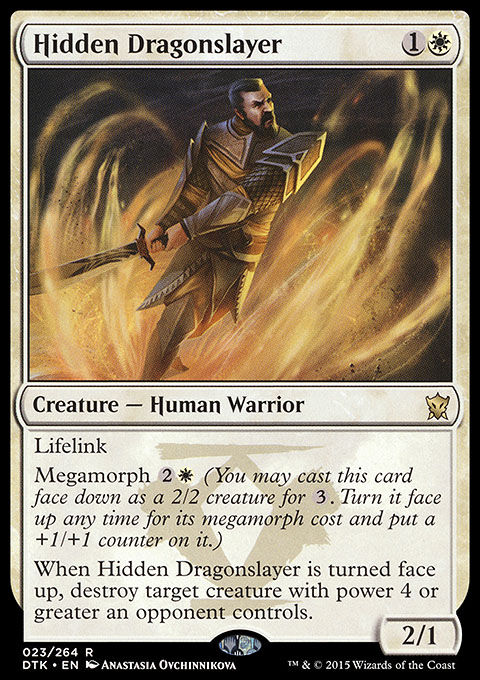 Hidden Dragonslayer 1
Creature — Human Warrior
Lifelink
Megamorph 2 (You may cast this card
face down as a 2/2 creature for 3. Turn it face
up any time for its megamorph cost and put a
+1/+1 counter on it.)
When Hidden Dragonslayer is turned face
up, destroy target creature with power 4 or
greater an opponent controls.
2/1
023/264 R
DTK • EN Anastasia Ovchinnikova ™ & © 2015 Wizards of the Coast